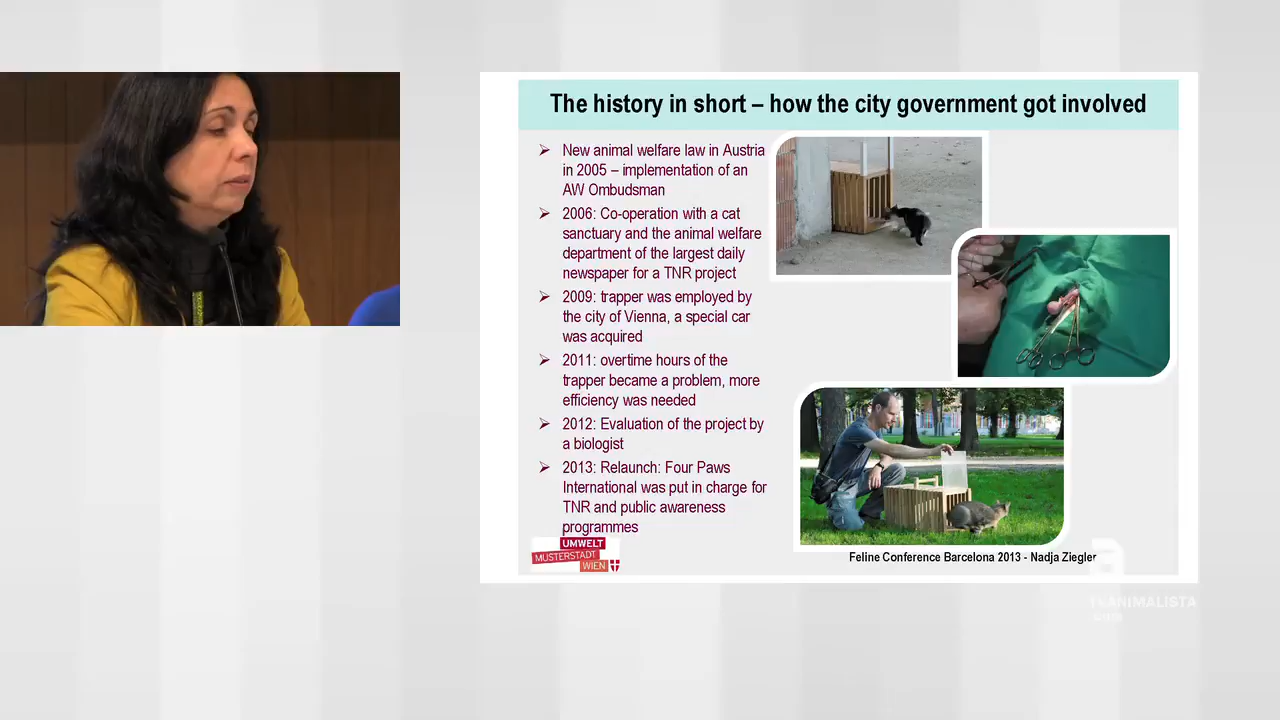 The history in short – how the city government got involved
➢ New animal welfare law in Austria
in 2005 – implementation of an
AW Ombudsman
➢ 2006: Co-operation with a cat
sanctuary and the animal welfare
department of the largest daily
newspaper for a TNR project
➢ 2009: trapper was employed by
the city of Vienna, a special car
was acquired
➢ 2011: overtime hours of the
trapper became a problem, more
efficiency was needed
➢ 2012: Evaluation of the project by
a biologist
➢ 2013: Relaunch: Four Paws
International was put in charge for
TNR and public awareness
programmes
UMWELT
MUSTERSTADT
WIEN
Feline Conference Barcelona 2013 - Nadja Ziegler